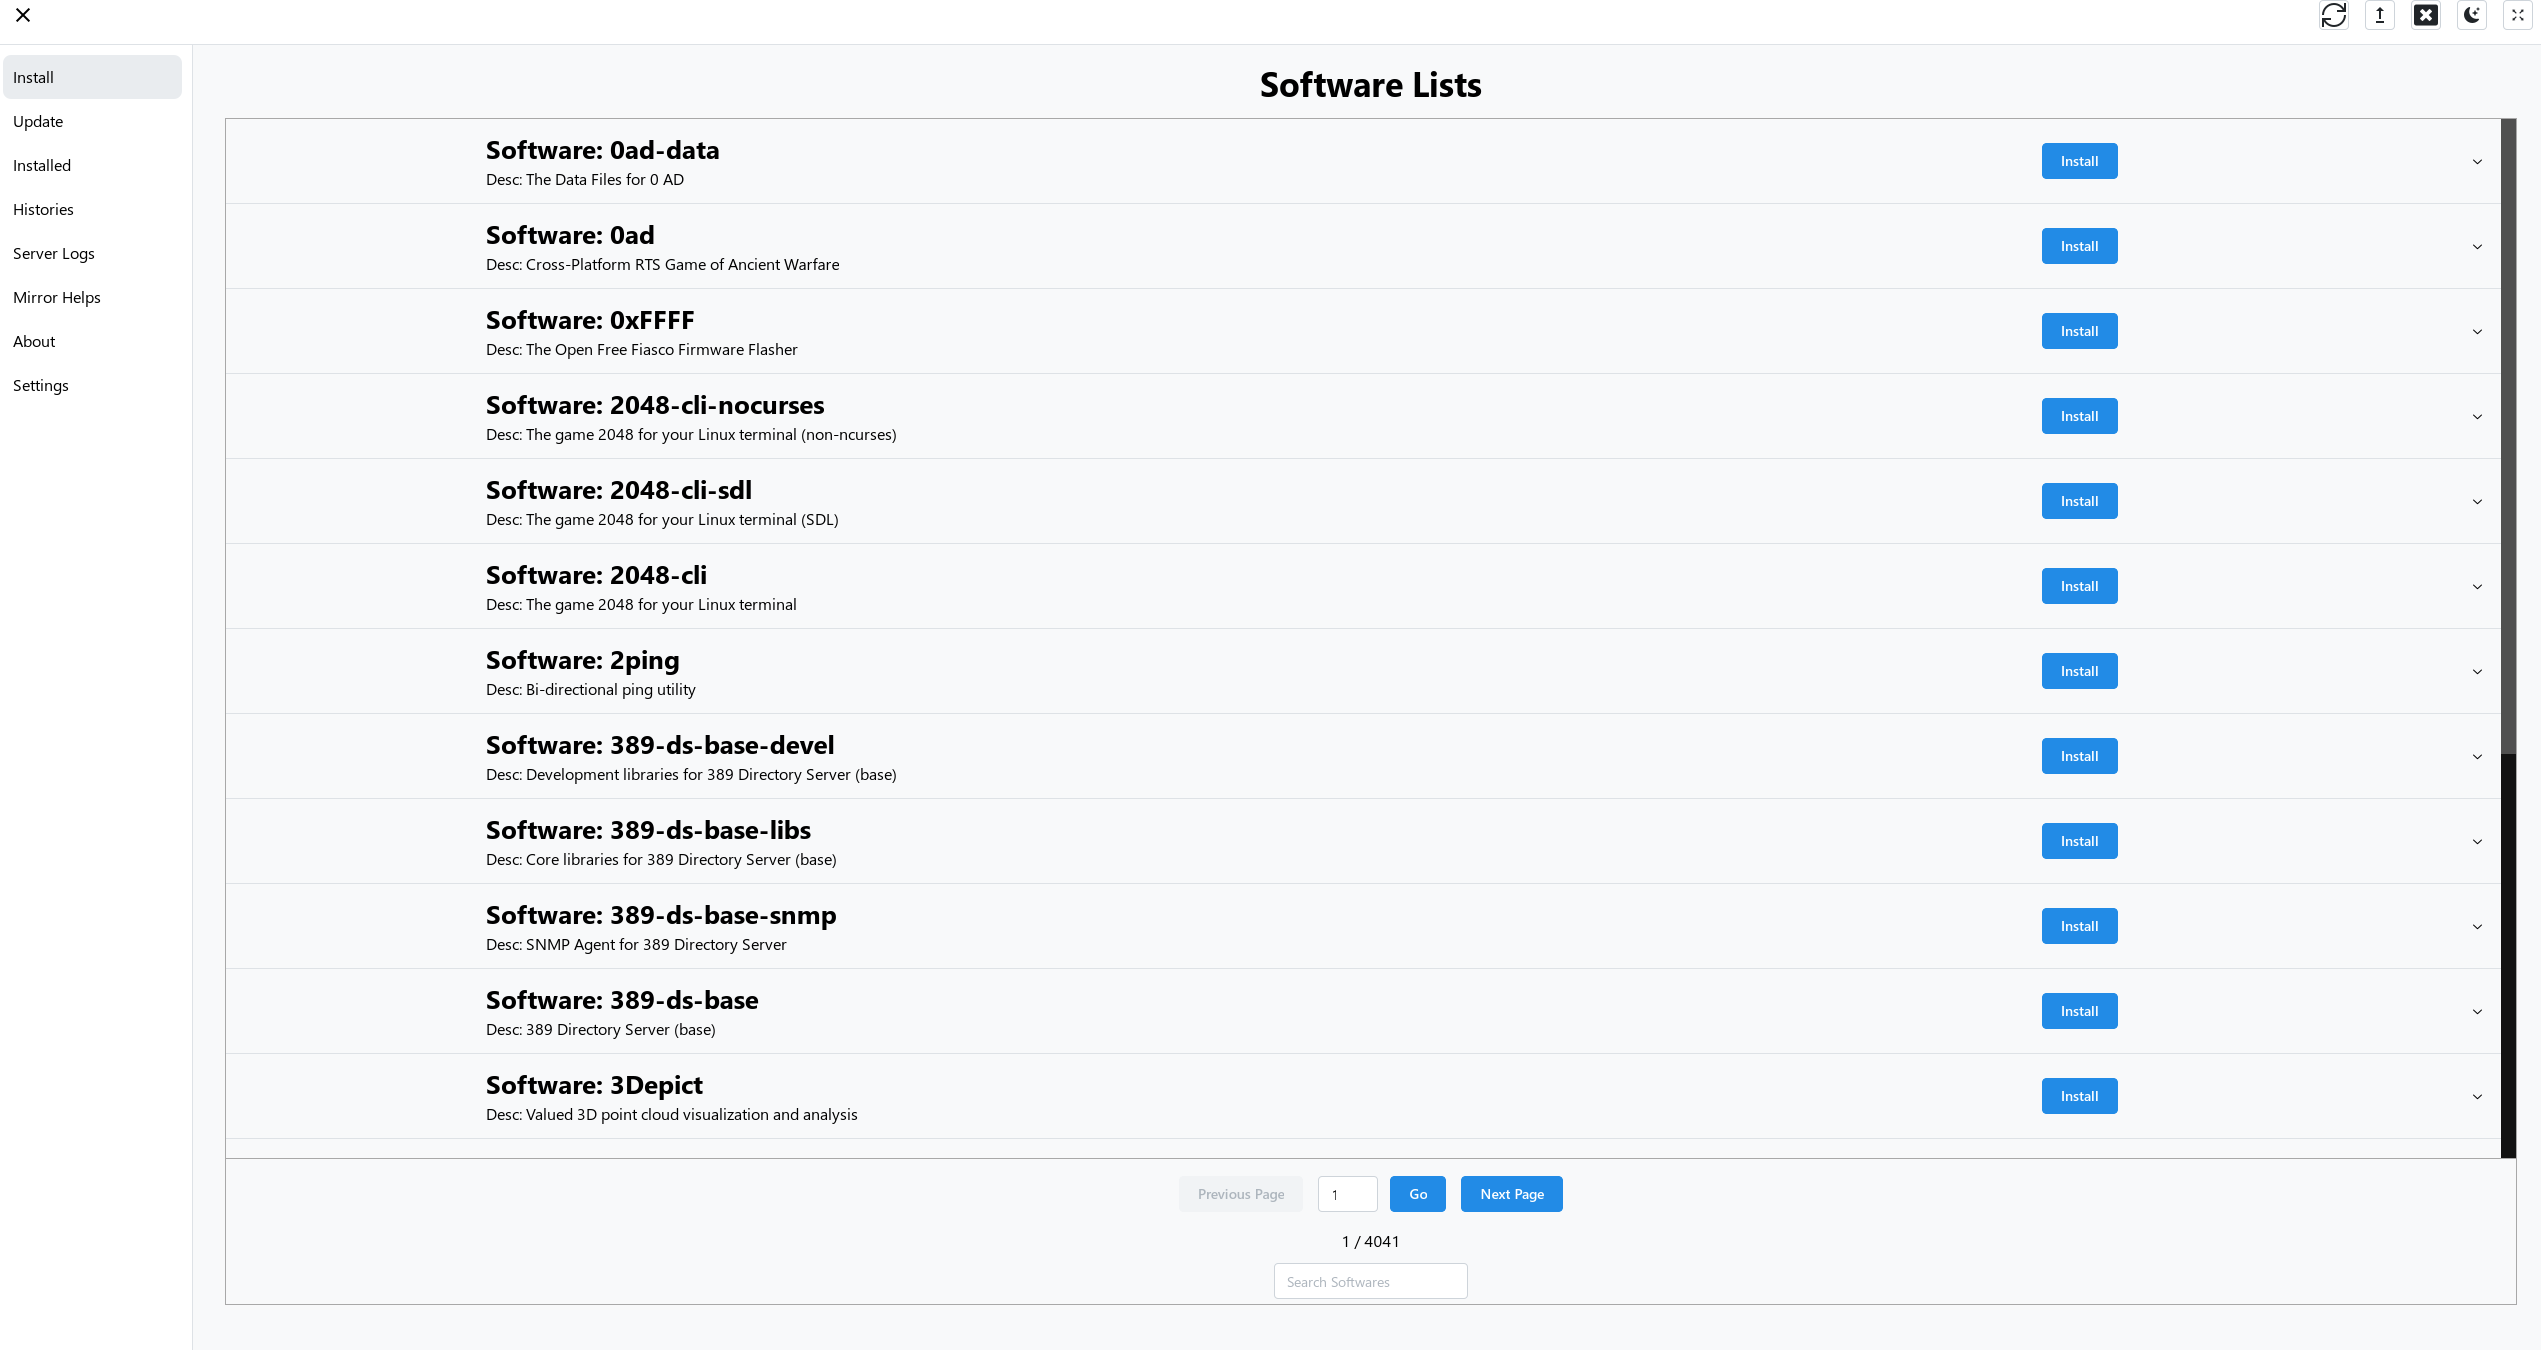 Install
Update
Installed
Histories
Server Logs
Mirror Helps
About
Settings
Software Lists
Software: 0ad-data
Desc: The Data Files for 0 AD
Install
Software: 0ad
Desc: Cross-Platform RTS Game of Ancient Warfare
Install
Software: 0xFFFF
Desc: The Open Free Fiasco Firmware Flasher
Install
Software: 2048-cli-nocurses
Desc: The game 2048 for your Linux terminal (non-ncurses)
Install
Software: 2048-cli-sdl
Desc: The game 2048 for your Linux terminal (SDL)
Install
Software: 2048-cli
Desc: The game 2048 for your Linux terminal
Install
Software: 2ping
Desc: Bi-directional ping utility
Install
Software: 389-ds-base-devel
Desc: Development libraries for 389 Directory Server (base)
Install
Software: 389-ds-base-libs
Desc: Core libraries for 389 Directory Server (base)
Install
Software: 389-ds-base-snmp
Desc: SNMP Agent for 389 Directory Server
Install
Software: 389-ds-base
Desc: 389 Directory Server (base)
Install
Software: 3Depict
Desc: Valued 3D point cloud visualization and analysis
Install
Previous Page 1 Go Next Page
1 / 4041
Search Softwares